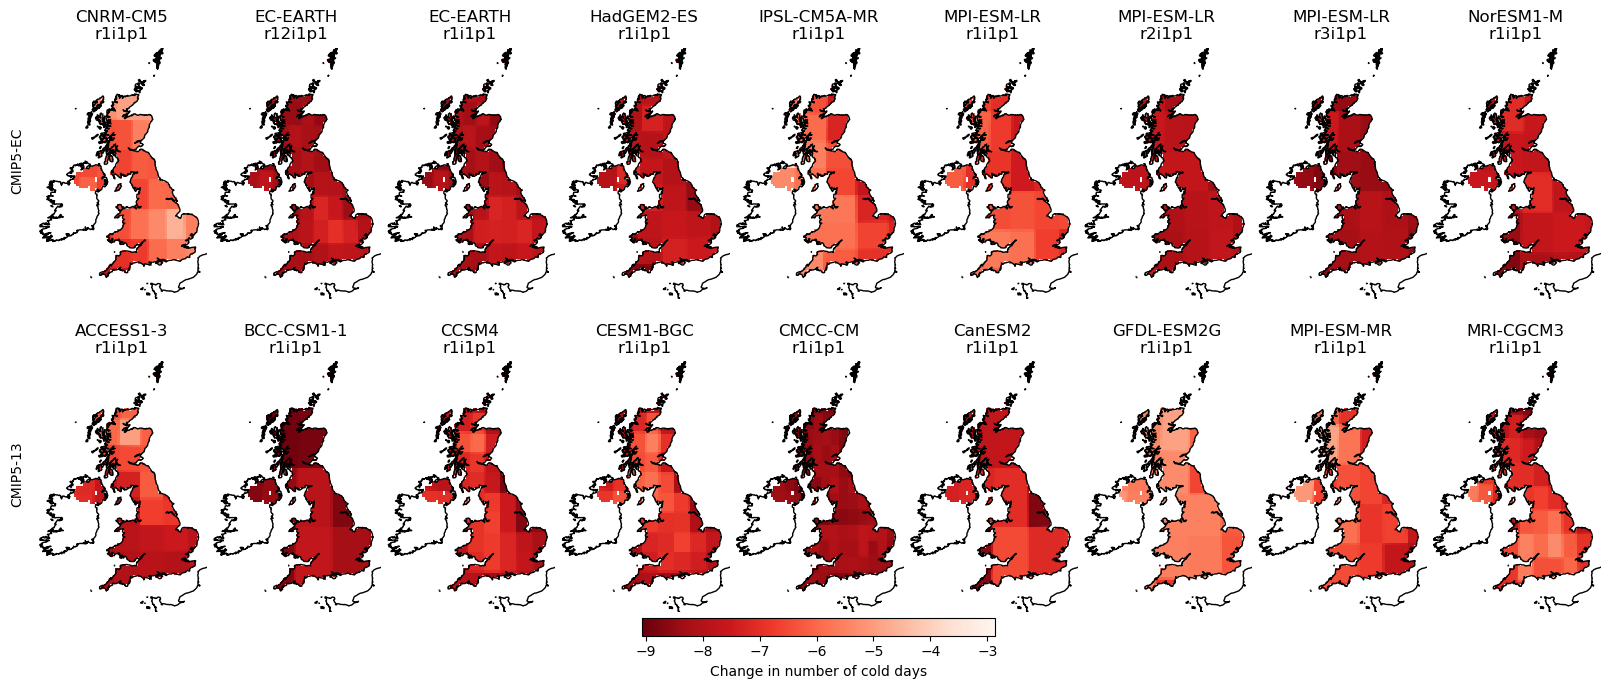 CNRM-CM5 EC-EARTH EC-EARTH HadGEM2-ES IPSL-CM5A-MR MPI-ESM-LR MPI-ESM-LR MPI-ESM-LR NorESM1-M
r1i1p1 r12i1p1 r1i1p1 r1i1p1 r1i1p1 r1i1p1 r2i1p1 r3i1p1 r1i1p1
CMIP5-EC
ACCESS1-3 BCC-CSM1-1 CCSM4 CESM1-BGC CMCC-CM CanESM2 GFDL-ESM2G MPI-ESM-MR MRI-CGCM3
r1i1p1 r1i1p1 r1i1p1 r1i1p1 r1i1p1 r1i1p1 r1i1p1 r1i1p1 r1i1p1
CMIP5-13
−9 −8 −7 −6 −5 −4 −3
Change in number of cold days